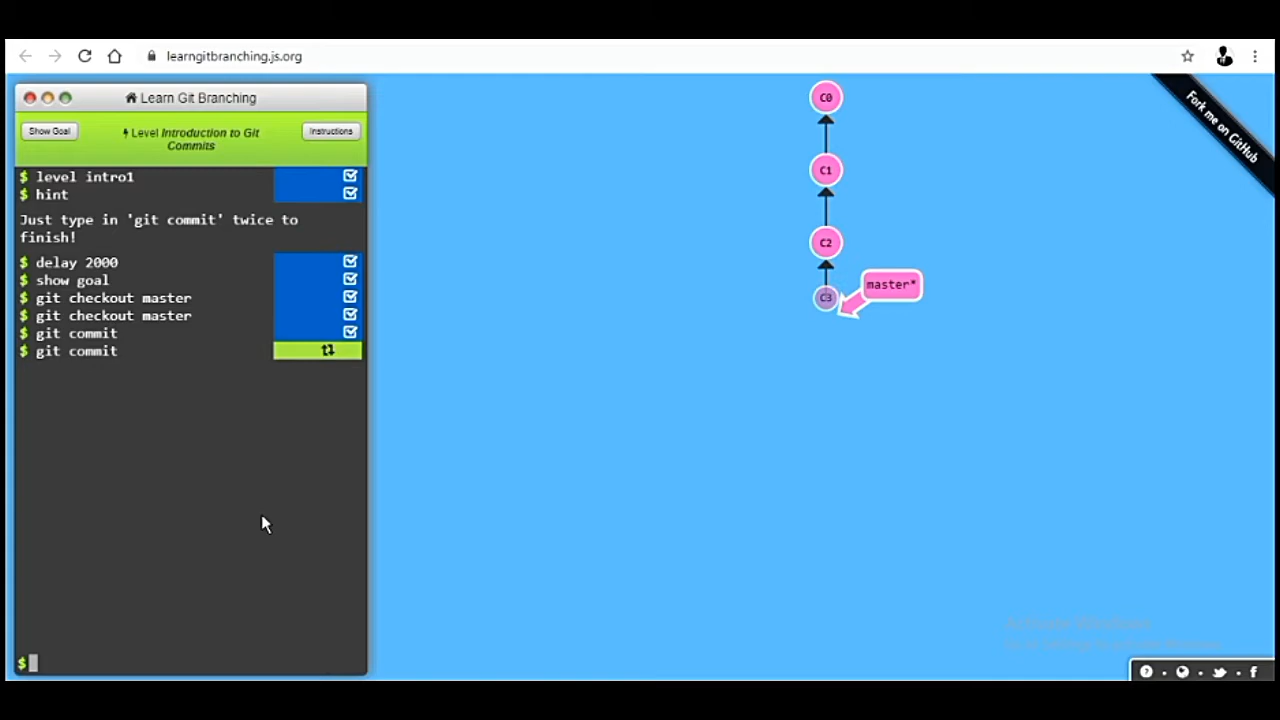 learngitbranching.js.org
Learn Git Branching
Show Goal
Level Introduction to Git
Commits
Instructions
$ level intro1
$ hint
Just type in 'git commit' twice to
finish!
$ delay 2000
$ show goal
$ git checkout master
$ git checkout master
$ git commit
$ git commit
$
C0
C1
C2
C3
master*
Fork me on GitHub
Activate Windows